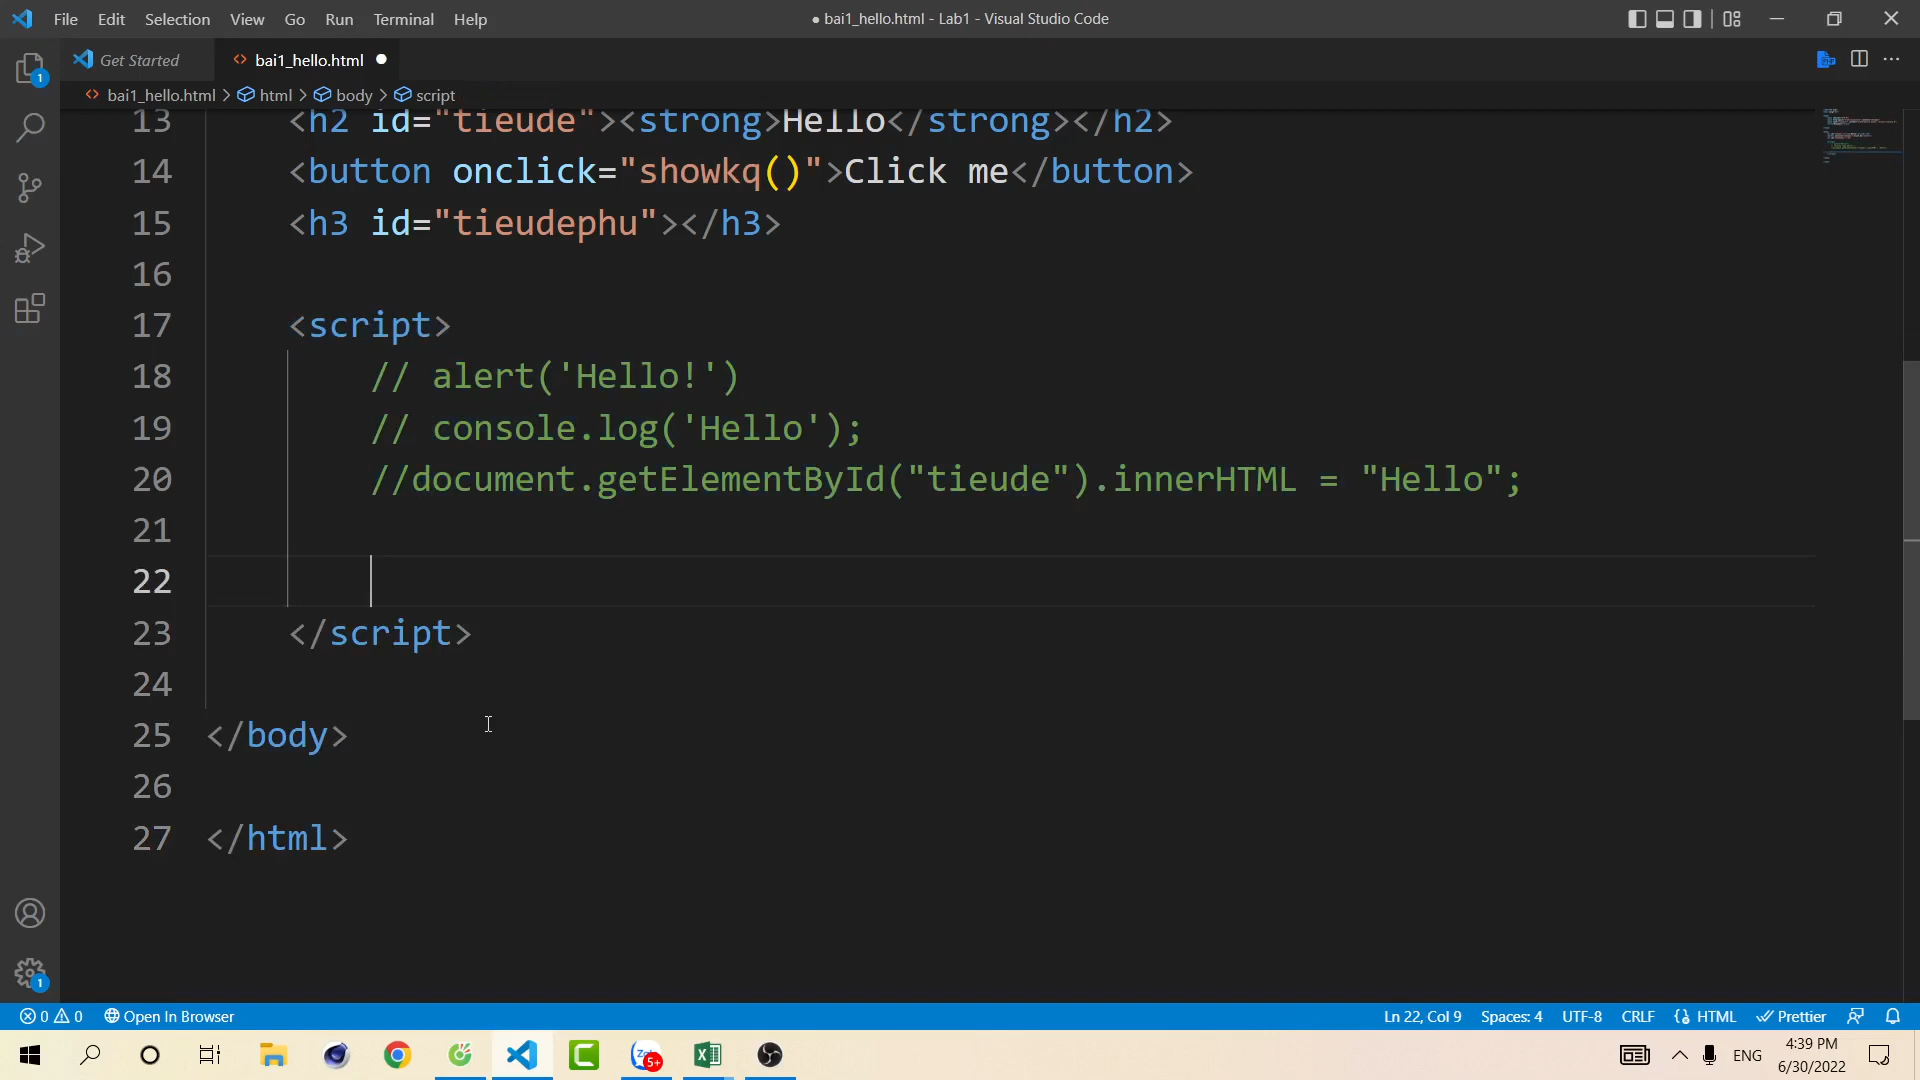 File Edit Selection View Go Run Terminal Help
● bai1_hello.html - Lab1 - Visual Studio Code
1
Get Started
bai1_hello.html ●
bai1_hello.html > html > body > script
13 <h2 id="tieude"><strong>Hello</strong></h2>
14 <button onclick="showkq()">Click me</button>
15 <h3 id="tieudephu"></h3>
16
17 <script>
18 // alert('Hello!')
19 // console.log('Hello');
20 //document.getElementById("tieude").innerHTML = "Hello";
21
22
23 </script>
24
25 </body>
26
27 </html>
1
0 0 Open In Browser
Ln 22, Col 9 Spaces: 4 UTF-8 CRLF HTML Prettier
5+
ENG
4:39 PM
6/30/2022